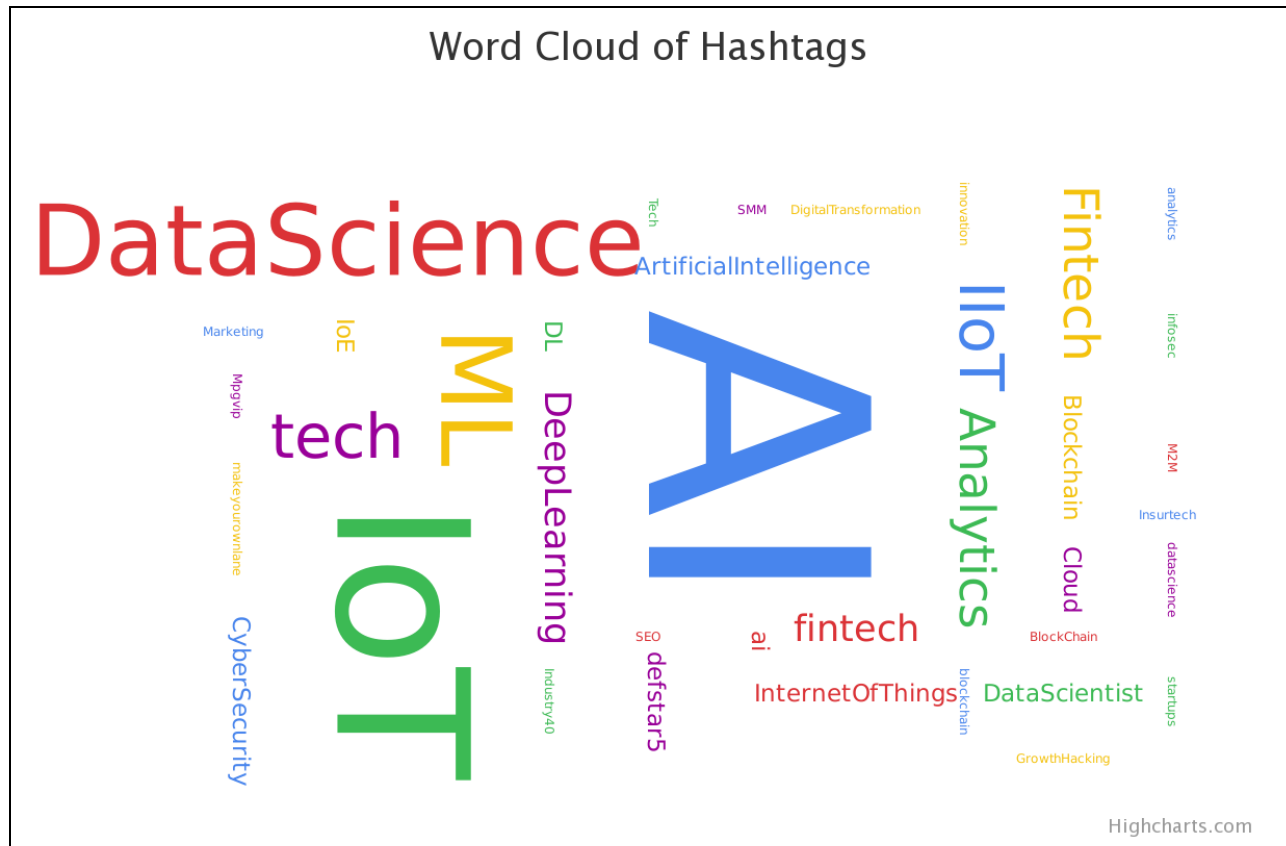 Word Cloud of Hashtags
DataScience
Tech
SMM
DigitalTransformation
innovation
Fintech
analytics
ArtificialIntelligence
Marketing
IoE
ML
DL
AI
IIoT
infosec
Mpgvip
tech
DeepLearning
Analytics
Blockchain
M2M
makeyourownlane
IOT
Insurtech
Cloud
datascience
CyberSecurity
SEO
ai
fintech
BlockChain
defstar5
Industry40
InternetOfThings
blockchain
DataScientist
startups
GrowthHacking
Highcharts.com